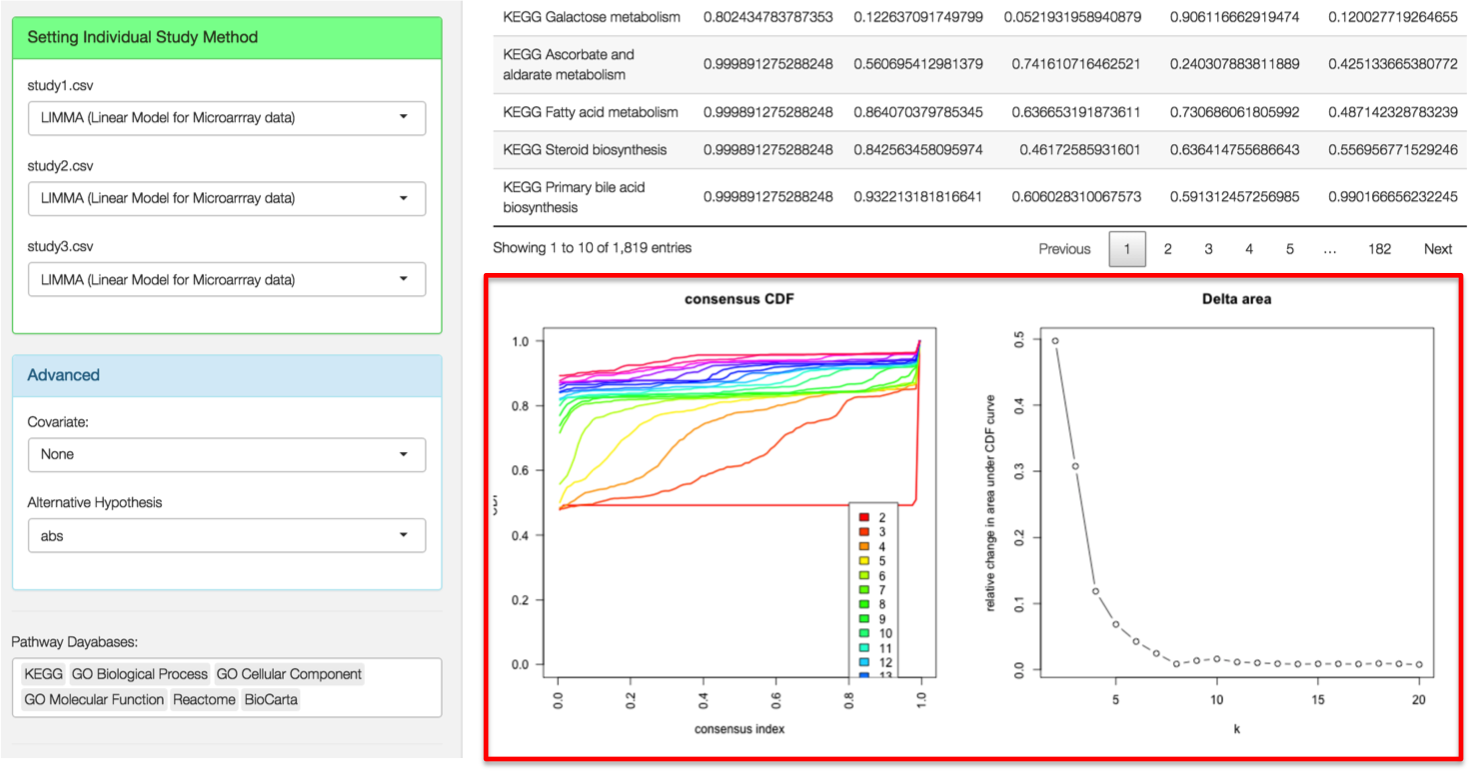 Setting Individual Study Method
study1.csv
LIMMA (Linear Model for Microarrray data)
study2.csv
LIMMA (Linear Model for Microarrray data)
study3.csv
LIMMA (Linear Model for Microarrray data)
Advanced
Covariate:
None
Alternative Hypothesis
abs
Pathway Dayabases:
KEGG GO Biological Process GO Cellular Component
GO Molecular Function Reactome BioCarta
KEGG Galactose metabolism 0.802434783787353 0.122637091749799 0.0521931958940879 0.906116662919474 0.120027719264655
KEGG Ascorbate and
aldarate metabolism 0.999891275288248 0.560695412981379 0.741610716462521 0.240307883811889 0.425133665380772
KEGG Fatty acid metabolism 0.999891275288248 0.864070379785345 0.636653191873611 0.730686061805992 0.487142328783239
KEGG Steroid biosynthesis 0.999891275288248 0.842563458095974 0.46172585931601 0.636414755686643 0.556956771529246
KEGG Primary bile acid
biosynthesis 0.999891275288248 0.932213181816641 0.606028310067573 0.591312457256985 0.990166656232245
Showing 1 to 10 of 1,819 entries
Previous 1 2 3 4 5 ... 182 Next
consensus CDF
1.0
0.8
0.6
0.4
0.2
0.0
2
3
4
5
6
7
8
9
10
11
12
13
0.0 0.2 0.4 0.6 0.8 1.0
consensus index
Delta area
relative change in area under CDF curve
0.5
0.4
0.3
0.2
0.1
0.0
5 10 15 20
k